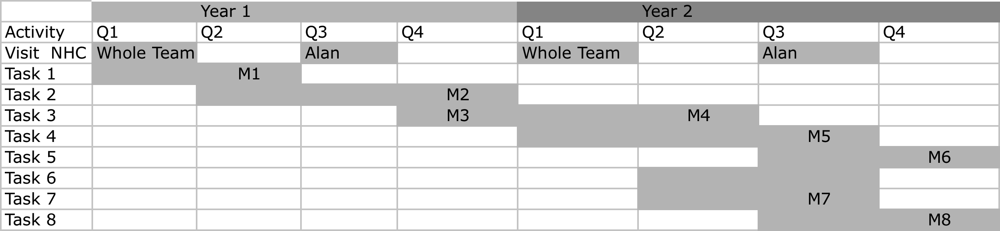 Year 1 Year 2
Activity Q1 Q2 Q3 Q4 Q1 Q2 Q3 Q4
Visit NHC Whole Team Alan Whole Team Alan
Task 1 M1
Task 2 M2
Task 3 M3 M4
Task 4 M5
Task 5 M6
Task 6
Task 7 M7
Task 8 M8